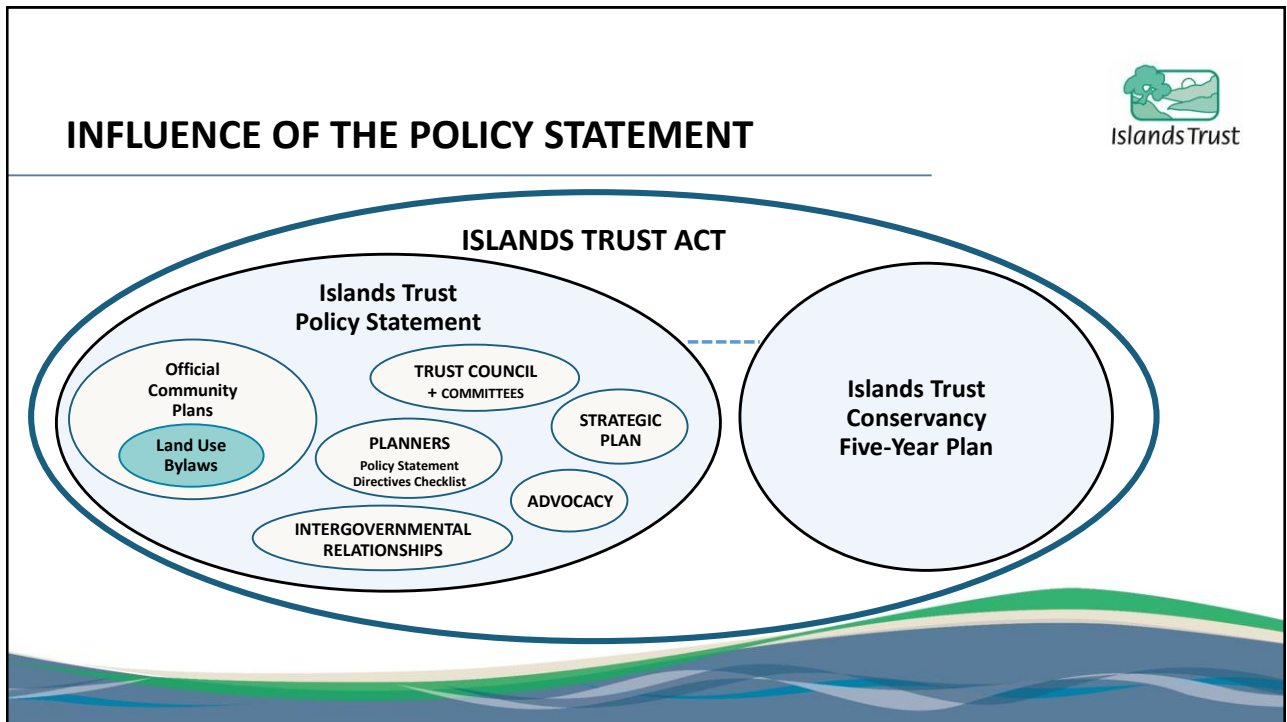 INFLUENCE OF THE POLICY STATEMENT
Islands Trust
ISLANDS TRUST ACT
Islands Trust
Policy Statement
Official
Community
Plans
Land Use
Bylaws
TRUST COUNCIL
+ COMMITTEES
STRATEGIC
PLAN
PLANNERS
Policy Statement
Directives Checklist
ADVOCACY
INTERGOVERNMENTAL
RELATIONSHIPS
Islands Trust
Conservancy
Five-Year Plan